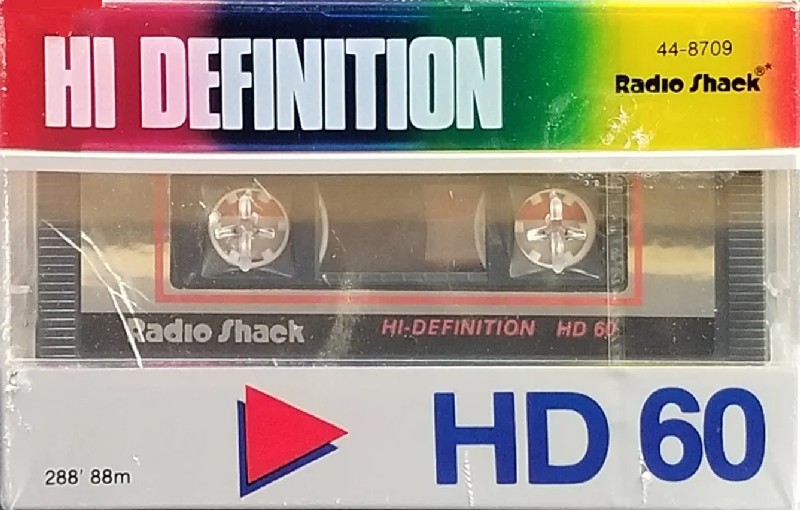 HI DEFINITION
44-8709
Radio Shack®*
Radio Shack HI-DEFINITION HD 60
HD 60
288' 88m